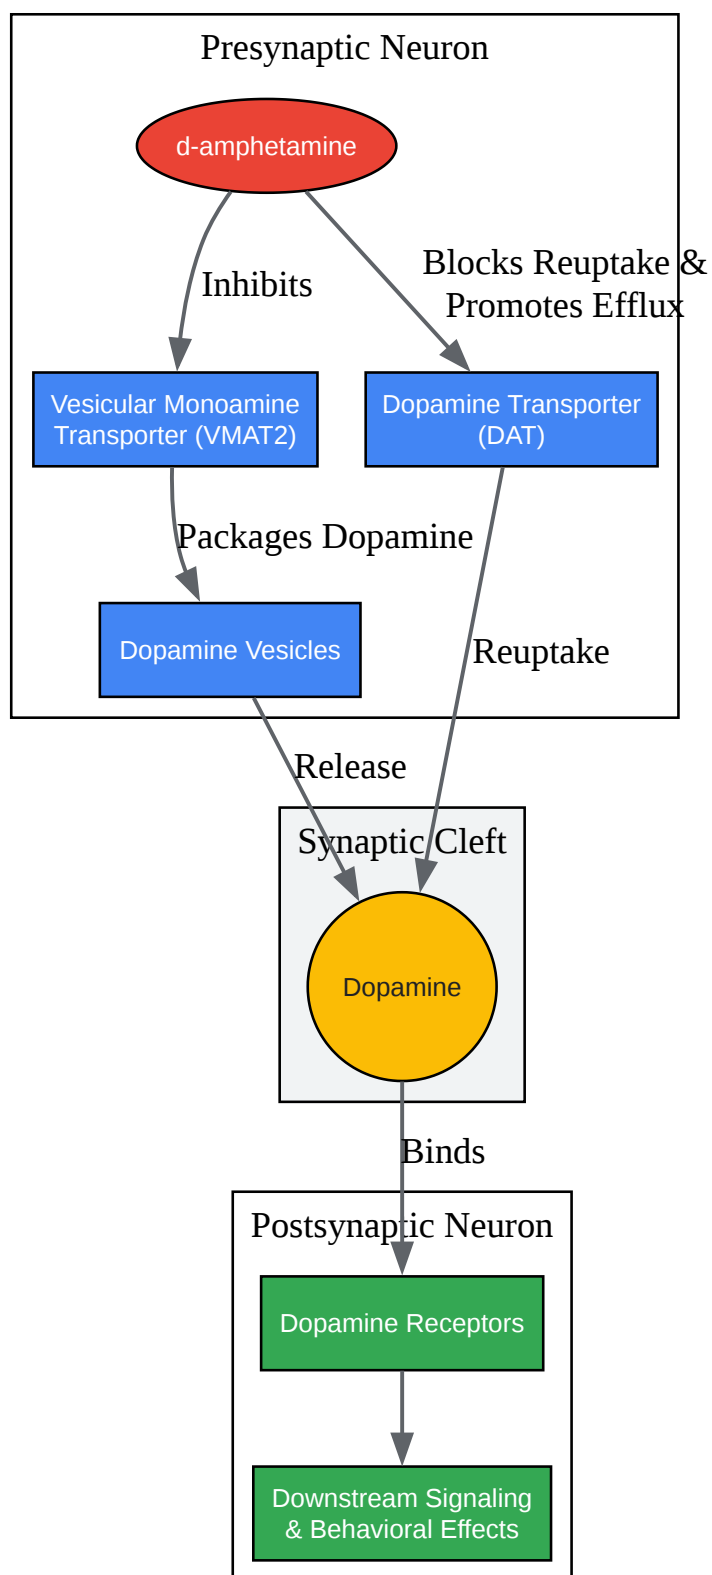 Presynaptic Neuron
d-amphetamine
Inhibits
Blocks Reuptake &
Promotes Efflux
Vesicular Monoamine
Transporter (VMAT2)
Dopamine Transporter
(DAT)
Packages Dopamine
Dopamine Vesicles
Reuptake
Release
Synaptic Cleft
Dopamine
Binds
Postsynaptic Neuron
Dopamine Receptors
Downstream Signaling
& Behavioral Effects